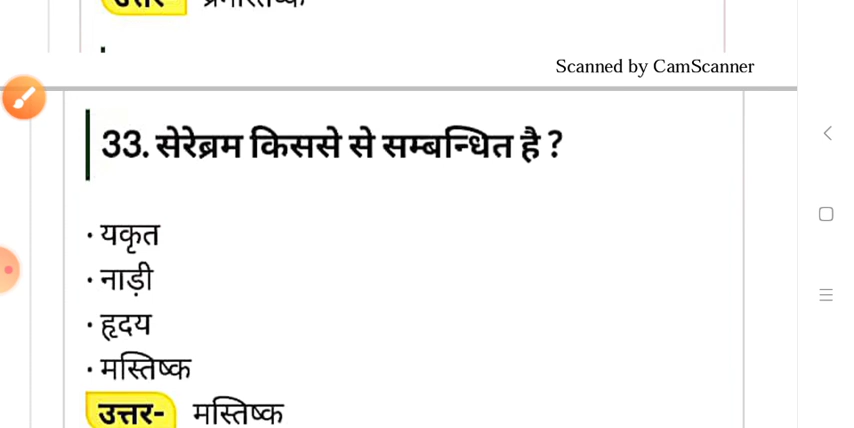 Scanned by CamScanner
33. सेरेब्रम किससे से सम्बन्धित है ?
· यकृत
· नाड़ी
· हृदय
· मस्तिष्क
उत्तर- मस्तिष्क